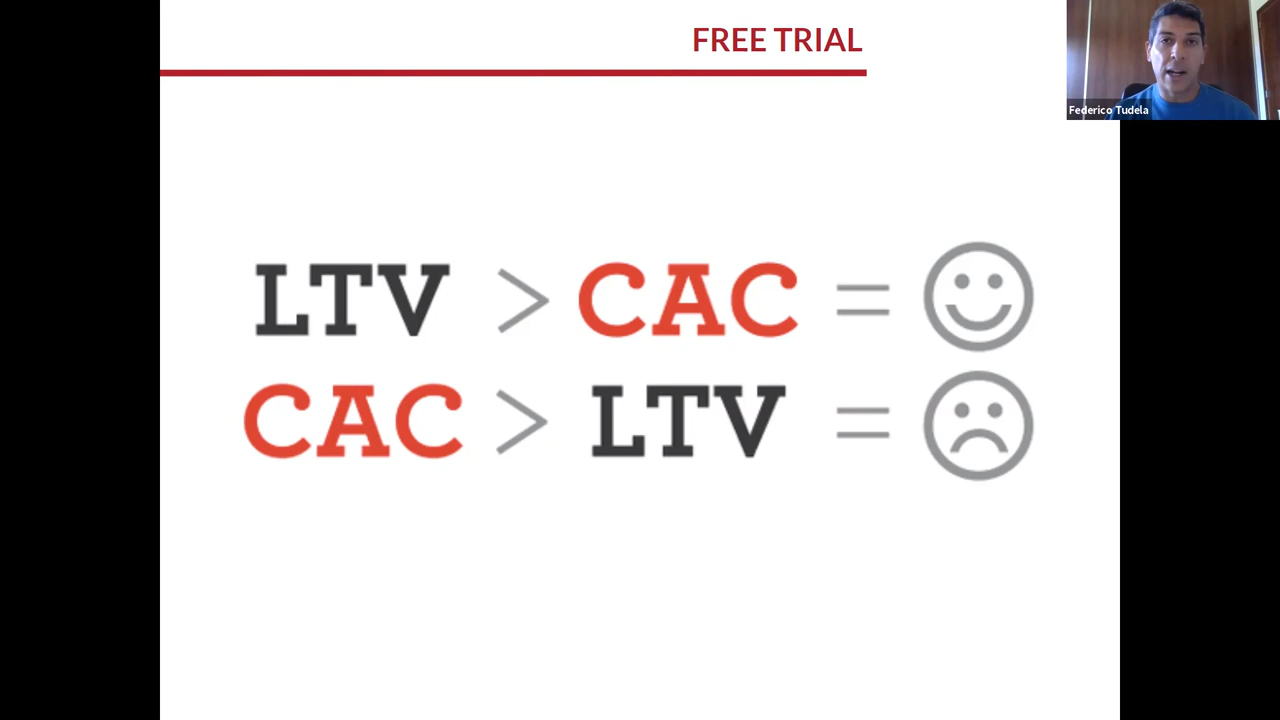 FREE TRIAL
Federico Tudela
LTV > CAC =
CAC > LTV =